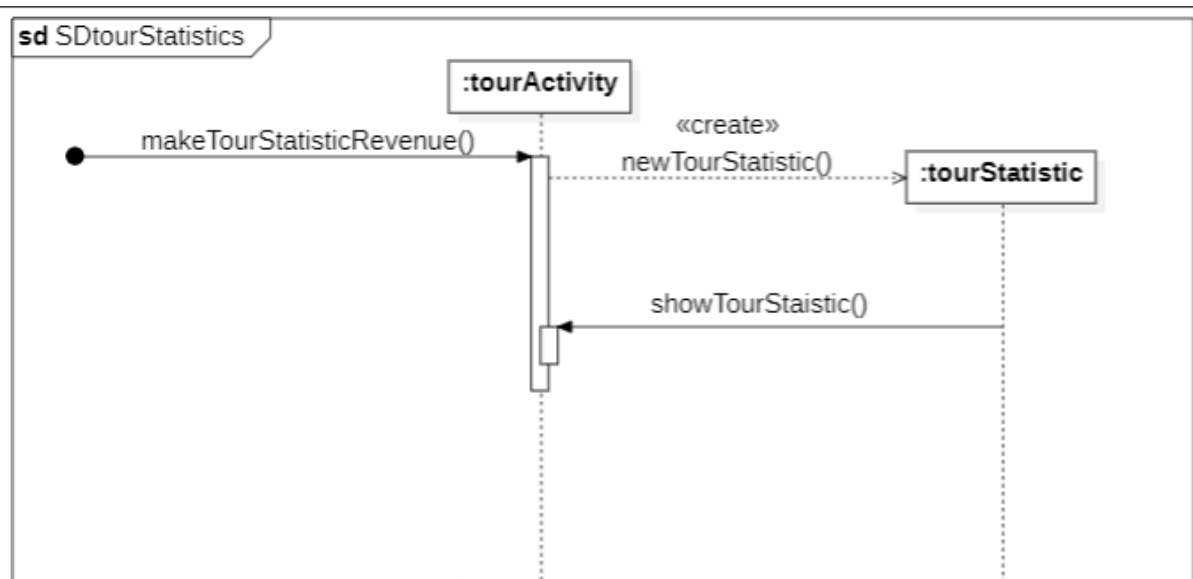 sd SDtourStatistics
:tourActivity
makeTourStatisticRevenue()
«create»
newTourStatistic()
:tourStatistic
showTourStaistic()